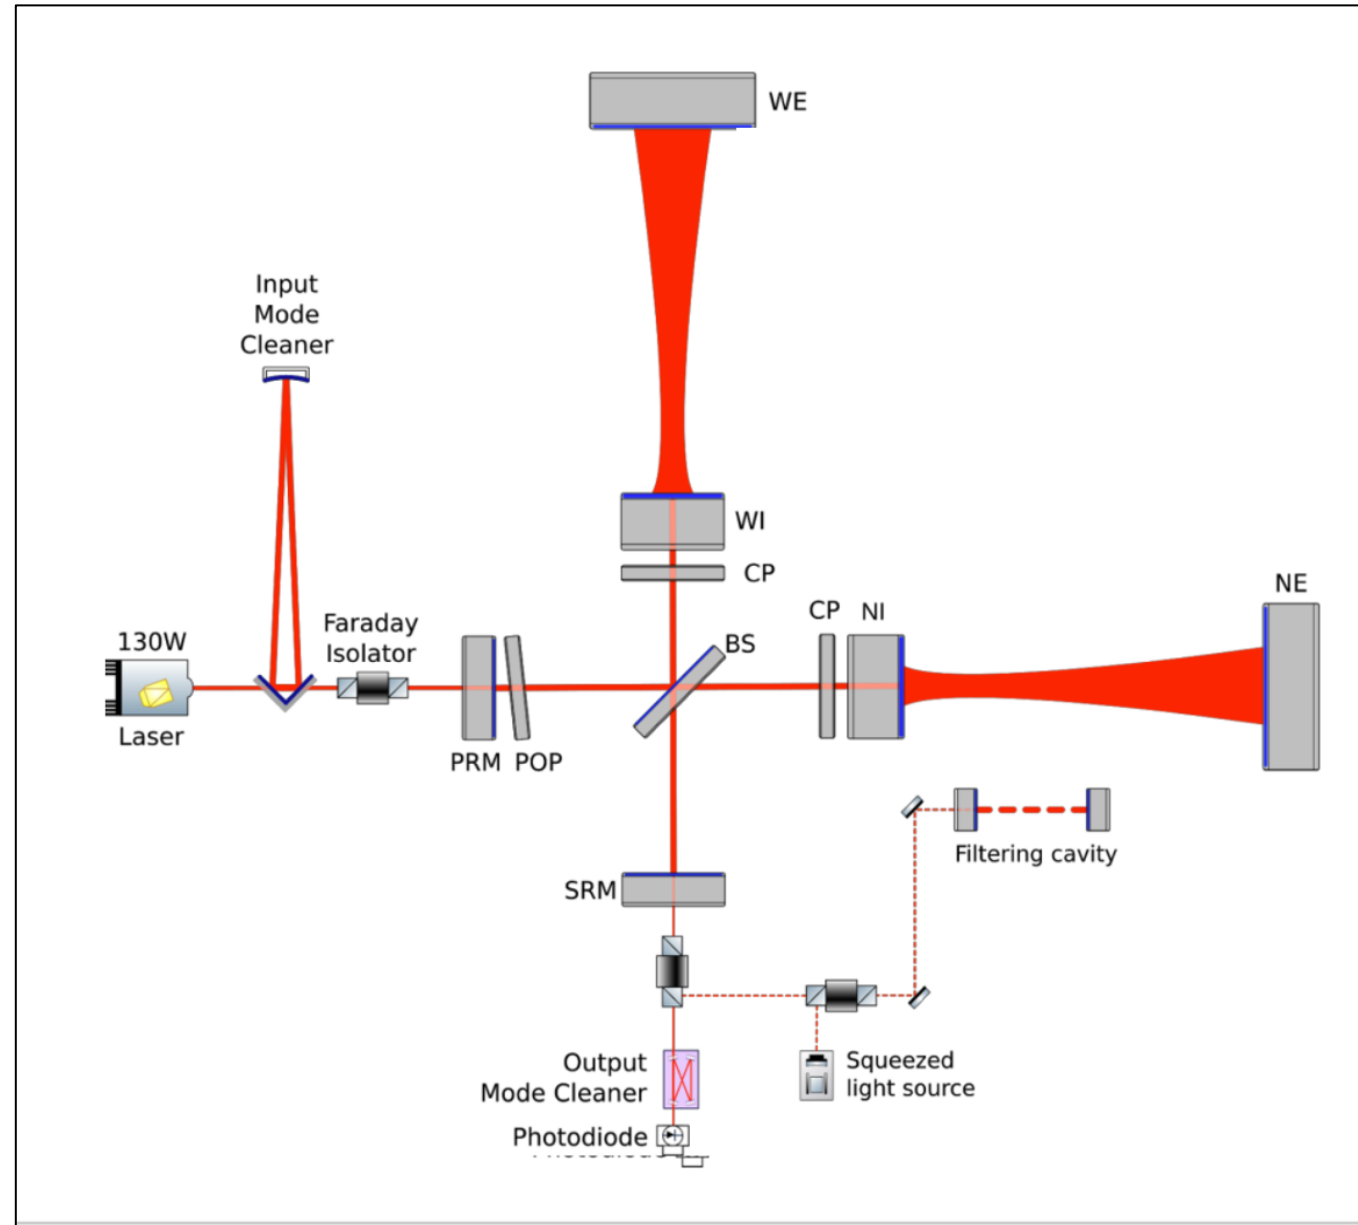 WE
Input
Mode
Cleaner
WI
CP
NE
CP
NI
Faraday
Isolator
130W
BS
Laser
PRM
POP
Filtering cavity
SRM
Output
Mode Cleaner
Squeezed
light source
Photodiode